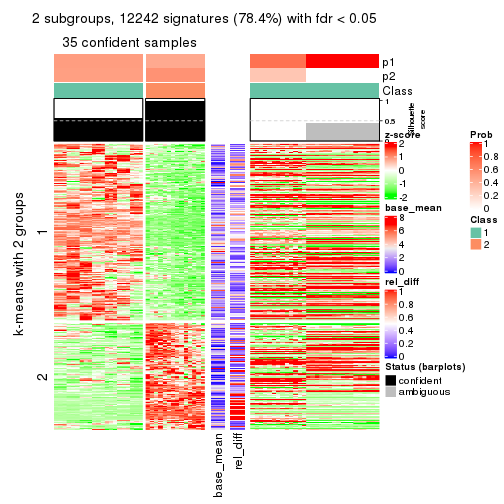 2 subgroups, 12242 signatures (78.4%) with fdr < 0.05
35 confident samples
p1
p2
Class
1
0.5
0
Silhouette
score
k-means with 2 groups
1
2
base_mean
rel_diff
z-score
2
1
0
-1
-2
base_mean
8
6
4
2
0
rel_diff
1
0.8
0.6
0.4
0.2
0
Status (barplots)
confident
ambiguous
Prob
1
0.8
0.6
0.4
0.2
0
Class
1
2